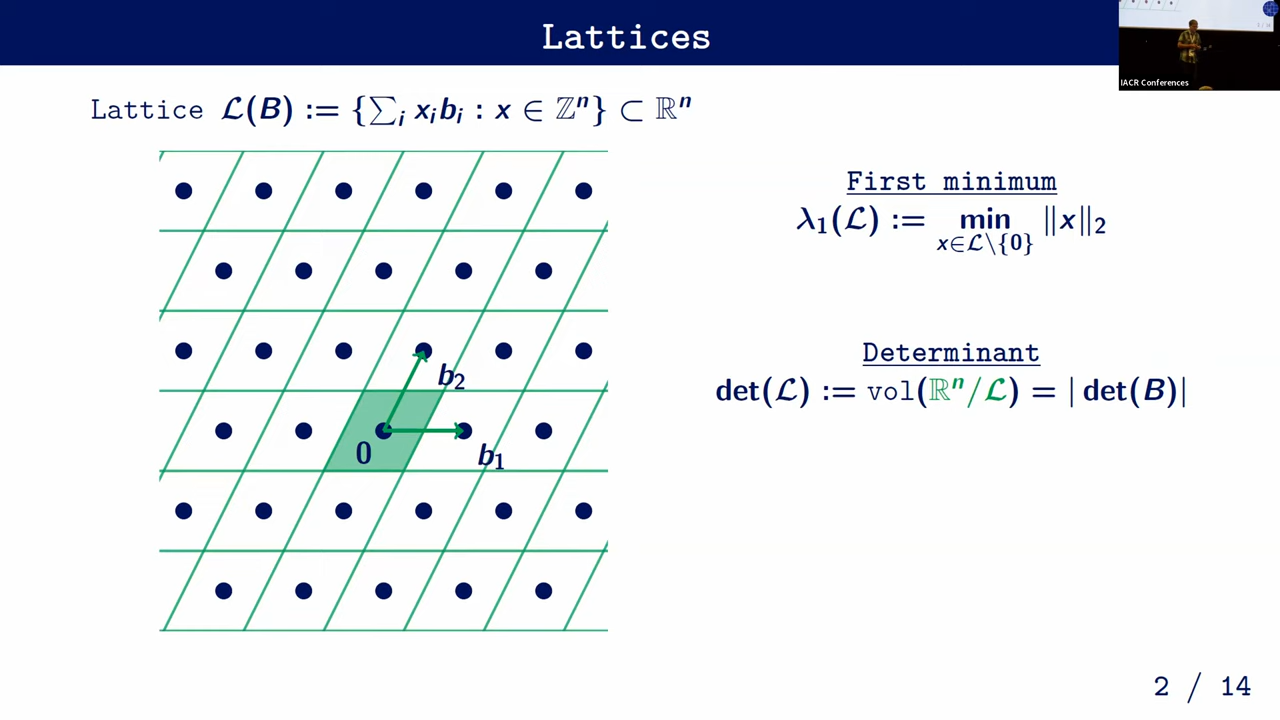 Lattices
IACR Conferences
Lattice 𝓛(B) := {∑ᵢ xᵢbᵢ : x ∈ ℤⁿ} ⊂ ℝⁿ
First minimum
λ₁(𝓛) := min ‖x‖₂
x∈𝓛\{0}
Determinant
det(𝓛) := vol(ℝⁿ/𝓛) = | det(B)|
b₂
0
b₁
2 / 14